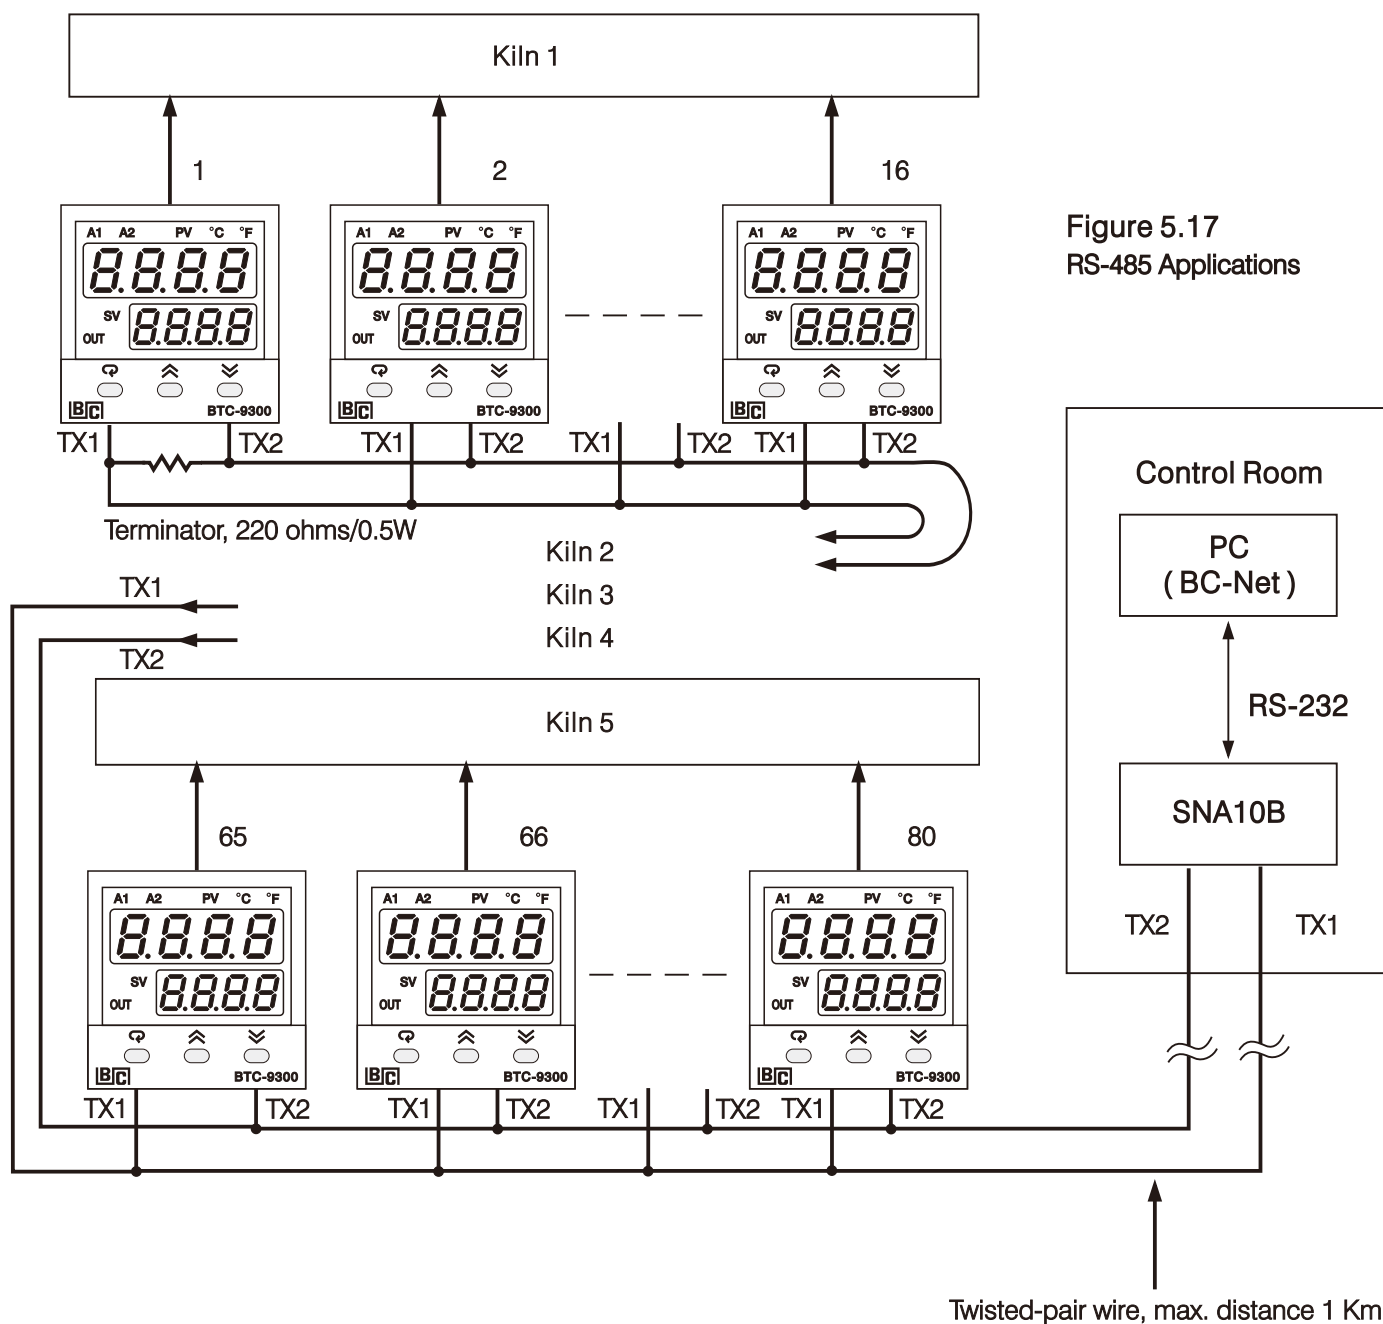 Kiln 1
1
2
16
A1 A2 PV °C °F
8.8.8.8
SV 8.8.8.8
OUT
BC BTC-9300
A1 A2 PV °C °F
8.8.8.8
SV 8.8.8.8
OUT
BC BTC-9300
A1 A2 PV °C °F
8.8.8.8
SV 8.8.8.8
OUT
BC BTC-9300
Figure 5.17
RS-485 Applications
TX1 TX2 TX1 TX2 TX1 TX2 TX1 TX2
Terminator, 220 ohms/0.5W
Kiln 2
Kiln 3
Kiln 4
TX1
TX2
Kiln 5
65
66
80
A1 A2 PV °C °F
8.8.8.8
SV 8.8.8.8
OUT
BC BTC-9300
A1 A2 PV °C °F
8.8.8.8
SV 8.8.8.8
OUT
BC BTC-9300
A1 A2 PV °C °F
8.8.8.8
SV 8.8.8.8
OUT
BC BTC-9300
TX1 TX2 TX1 TX2 TX1 TX2 TX1 TX2
Control Room
PC
( BC-Net )
RS-232
SNA10B
TX2 TX1
Twisted-pair wire, max. distance 1 Km